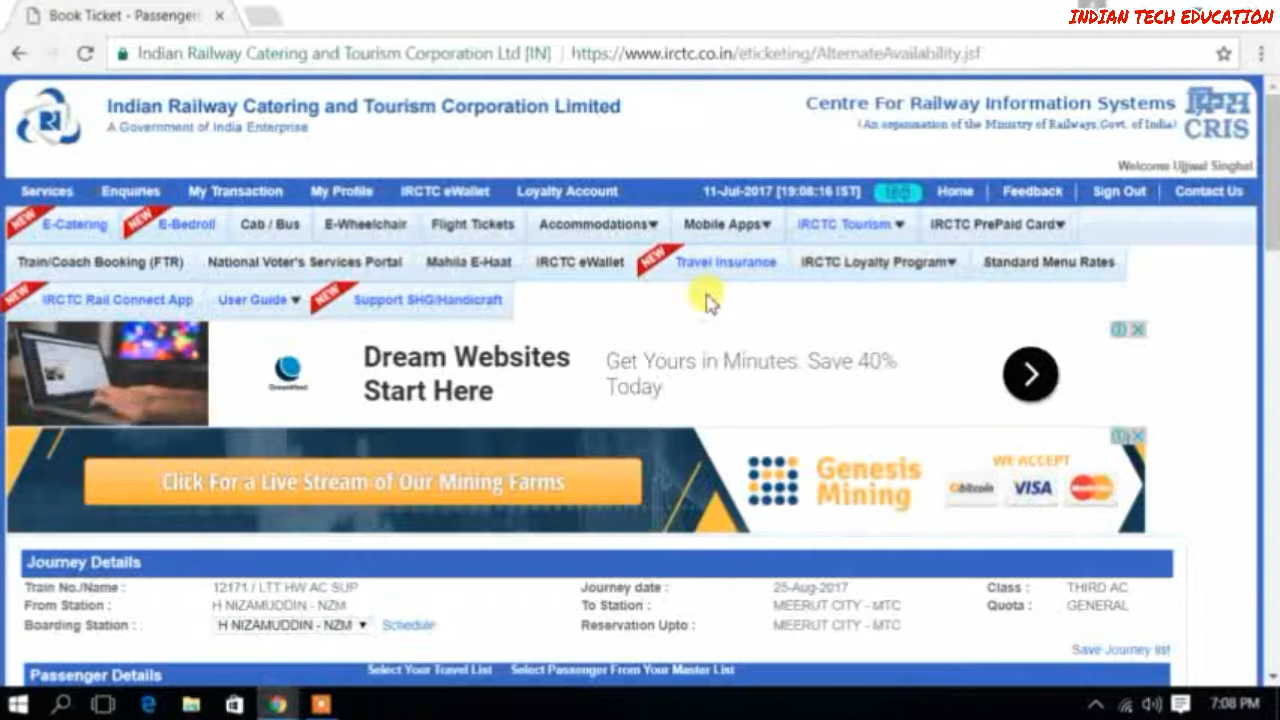 INDIAN TECH EDUCATION
Book Ticket - Passenger
Indian Railway Catering and Tourism Corporation Ltd [IN] https://www.irctc.co.in/eticketing/AlternateAvailability.jsf
Indian Railway Catering and Tourism Corporation Limited
A Government of India Enterprise
Centre For Railway Information Systems
(An organisation of the Ministry of Railways,Govt. of India)
CRIS
Welcome Ujjwal Singhal
Services Enquiries My Transaction My Profile IRCTC eWallet Loyalty Account 11-Jul-2017 [19:08:16 IST] Home Feedback Sign Out Contact Us
NEW E-Catering NEW E-Bedroll Cab / Bus E-Wheelchair Flight Tickets Accommodations Mobile Apps IRCTC Tourism IRCTC PrePaid Card
Train/Coach Booking (FTR) National Voter's Services Portal Mahila E-Haat IRCTC eWallet NEW Travel Insurance IRCTC Loyalty Program Standard Menu Rates
NEW IRCTC Rail Connect App User Guide NEW Support SHG/Handicraft
Dream Websites
Start Here
Get Yours in Minutes. Save 40%
Today
DreamHost
Click For a Live Stream of Our Mining Farms
Genesis
Mining
WE ACCEPT
bitcoin VISA MasterCard
Journey Details
Train No./Name : 12171 / LTT HW AC SUP Journey date : 25-Aug-2017 Class : THIRD AC
From Station : H NIZAMUDDIN - NZM To Station : MEERUT CITY - MTC Quota : GENERAL
Boarding Station : H NIZAMUDDIN - NZM Schedule Reservation Upto : MEERUT CITY - MTC
Save Journey list
Passenger Details Select Your Travel List Select Passenger From Your Master List
7:08 PM